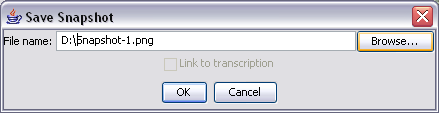 Save Snapshot
File name: D:\Snapshot-1.png Browse...
Link to transcription
OK Cancel